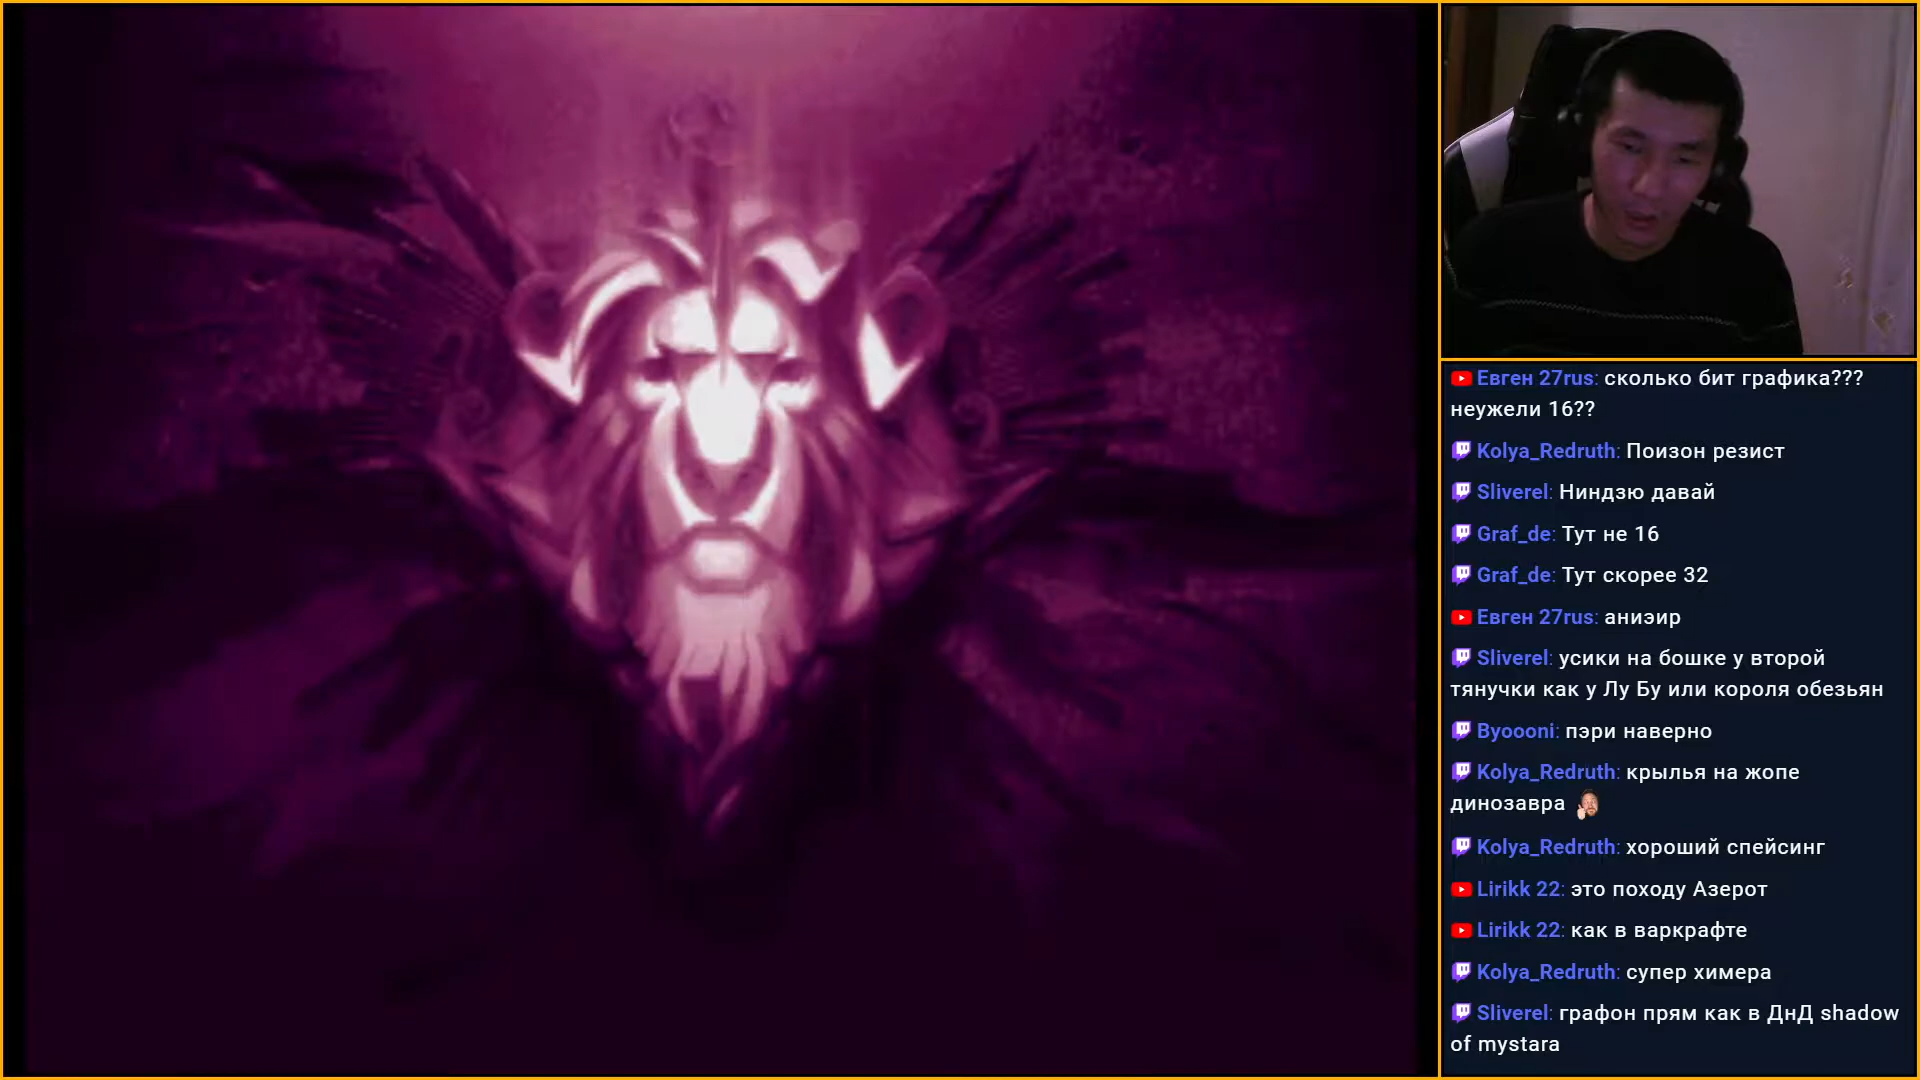 Евген 27rus: сколько бит графика???
неужели 16??
Kolya_Redruth: Поизон резист
Sliverel: Ниндзю давай
Graf_de: Тут не 16
Graf_de: Тут скорее 32
Евген 27rus: аниэир
Sliverel: усики на бошке у второй
тянучки как у Лу Бу или короля обезьян
Byoooni: пэри наверно
Kolya_Redruth: крылья на жопе
динозавра
Kolya_Redruth: хороший спейсинг
Lirikk 22: это походу Азерот
Lirikk 22: как в варкрафте
Kolya_Redruth: супер химера
Sliverel: графон прям как в ДнД shadow
of mystara